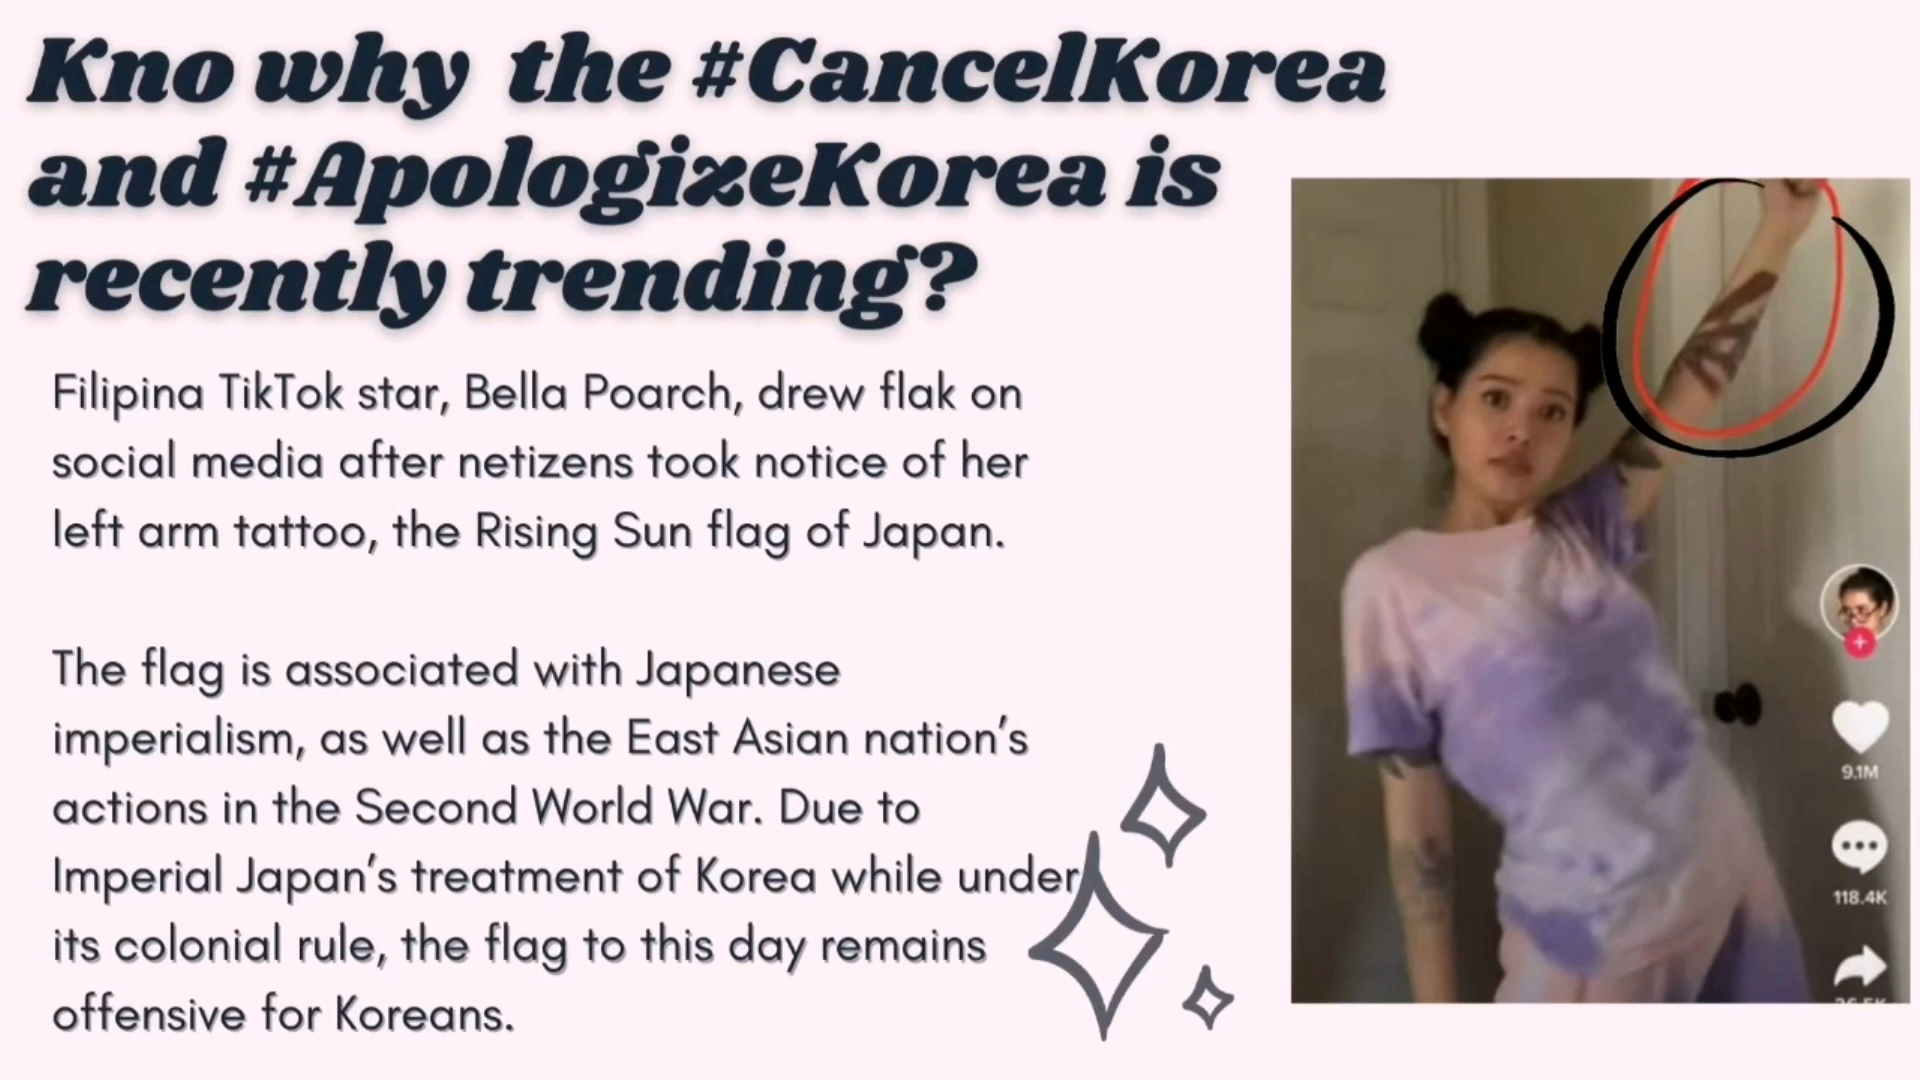 Kno why the #CancelKorea
and #ApologizeKorea is
recently trending?
Filipina TikTok star, Bella Poarch, drew flak on
social media after netizens took notice of her
left arm tattoo, the Rising Sun flag of Japan.
The flag is associated with Japanese
imperialism, as well as the East Asian nation's
actions in the Second World War. Due to
Imperial Japan's treatment of Korea while under
its colonial rule, the flag to this day remains
offensive for Koreans.
9.1M
118.4K